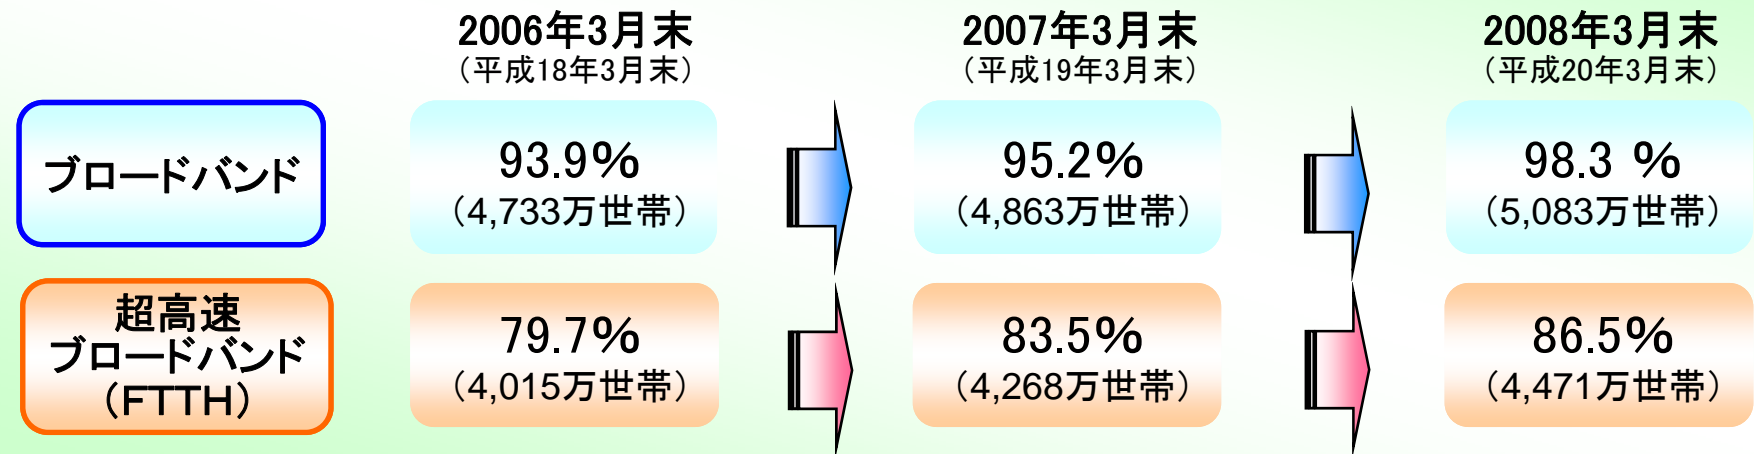 2006年3月末
（平成18年3月末）
2007年3月末
（平成19年3月末）
2008年3月末
（平成20年3月末）
ブロードバンド
93.9％
（4,733万世帯）
95.2％
（4,863万世帯）
98.3 ％
（5,083万世帯）
超高速
ブロードバンド
（ＦＴＴＨ）
79.7％
（4,015万世帯）
83.5％
（4,268万世帯）
86.5％
（4,471万世帯）